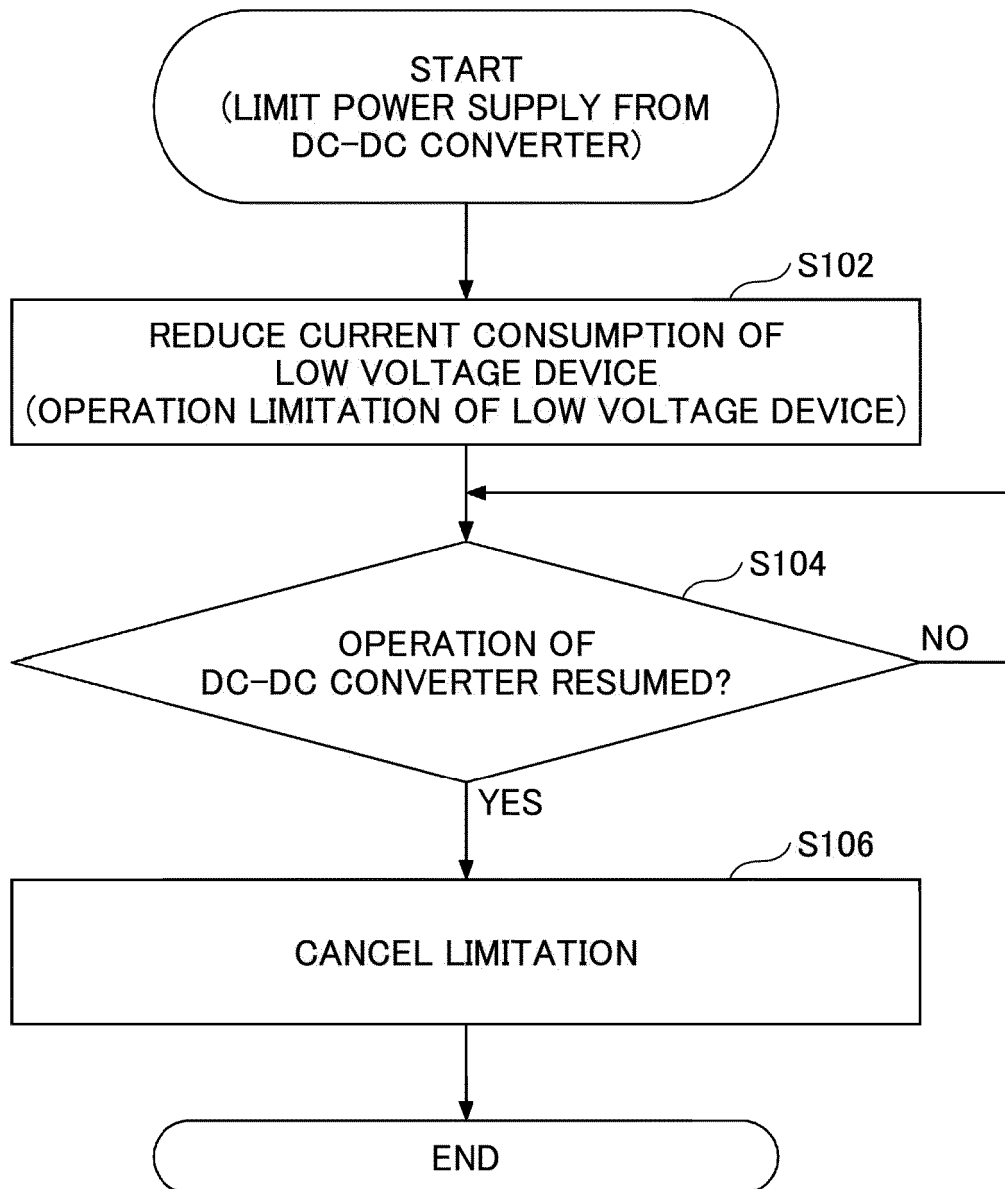 START
(LIMIT POWER SUPPLY FROM
DC-DC CONVERTER)
S102
REDUCE CURRENT CONSUMPTION OF
LOW VOLTAGE DEVICE
(OPERATION LIMITATION OF LOW VOLTAGE DEVICE)
S104
OPERATION OF
DC-DC CONVERTER RESUMED?
NO
YES
S106
CANCEL LIMITATION
END